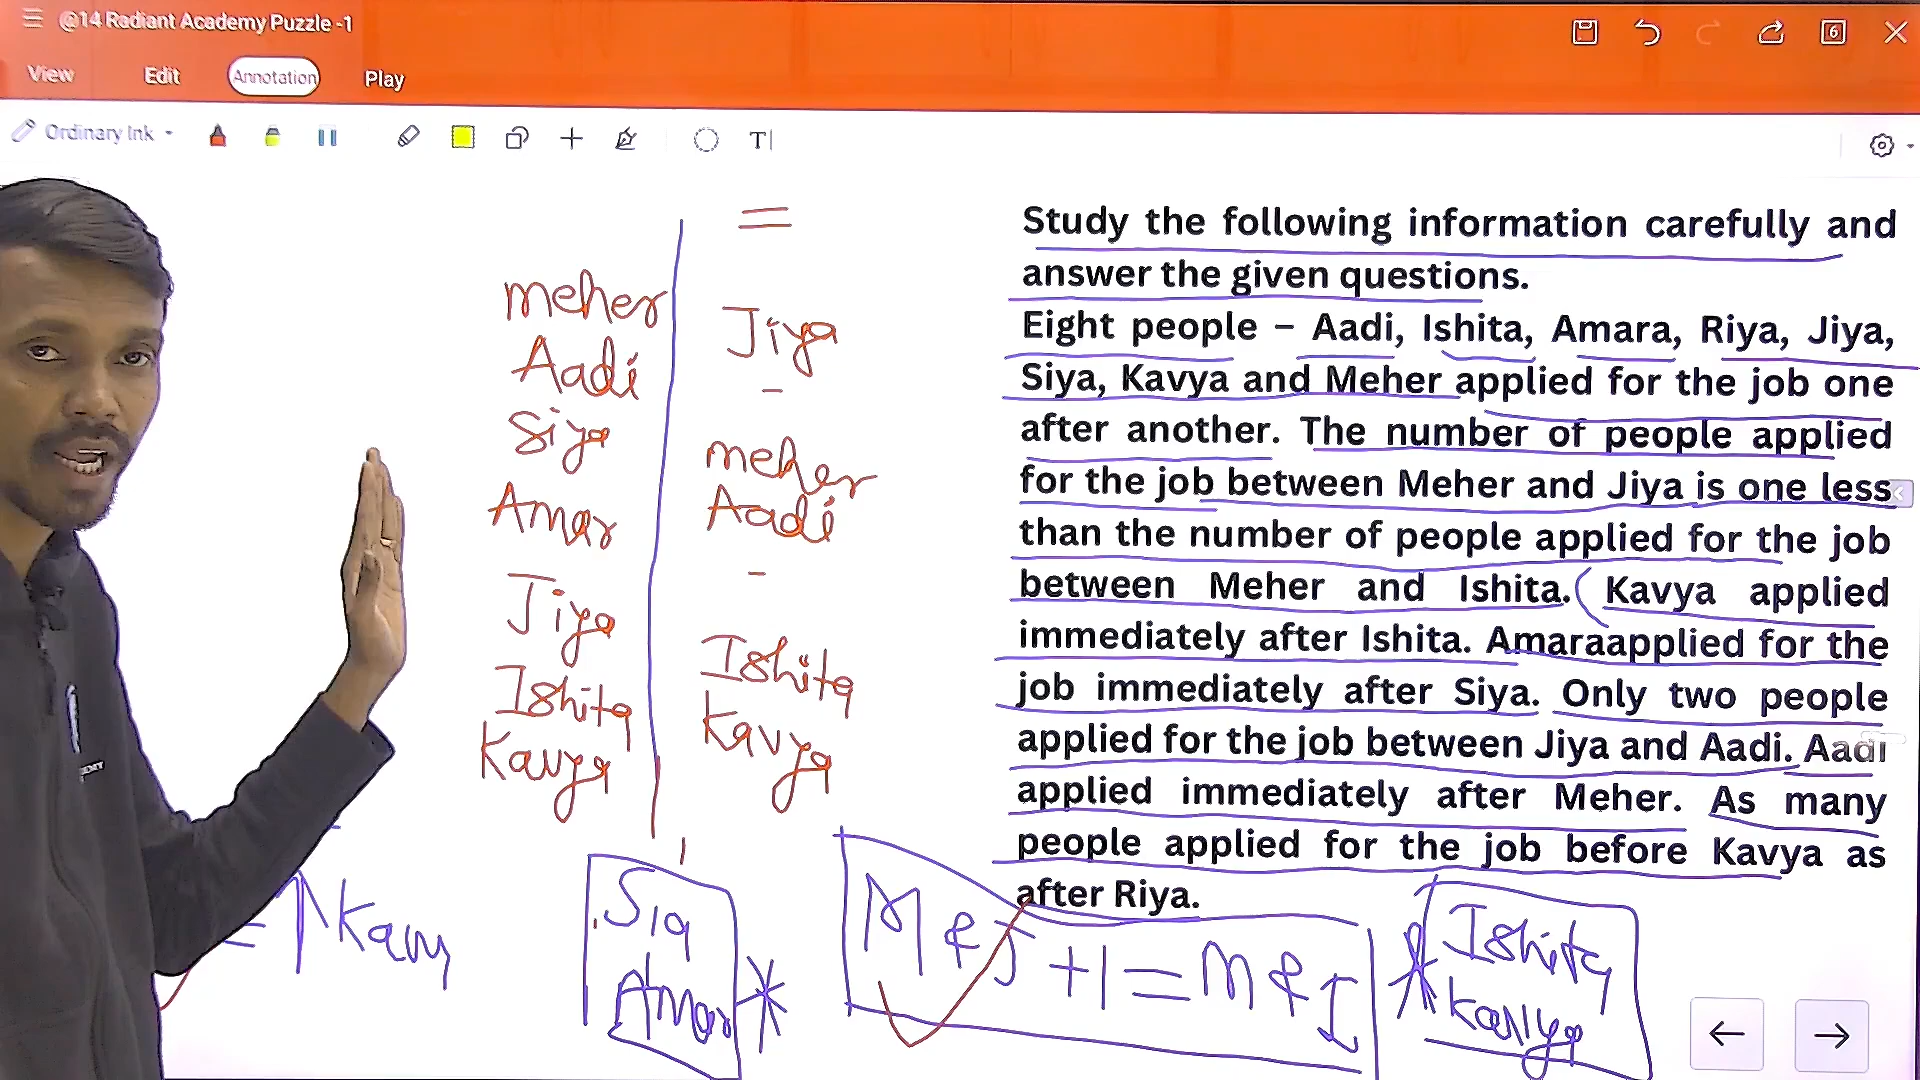 @14 Radiant Academy Puzzle -1
6
View Edit Annotation Play
Ordinary Ink
T|
Study the following information carefully and
answer the given questions.
Eight people – Aadi, Ishita, Amara, Riya, Jiya,
Siya, Kavya and Meher applied for the job one
after another. The number of people applied
for the job between Meher and Jiya is one less
than the number of people applied for the job
between Meher and Ishita. Kavya applied
immediately after Ishita. Amaraapplied for the
job immediately after Siya. Only two people
applied for the job between Jiya and Aadi. Aadi
applied immediately after Meher. As many
people applied for the job before Kavya as
after Riya.
meher
Aadi
Siya
Amar
Jiya
Ishita
Kavya
=
Jiya
-
meher
Aadi
-
Ishita
Kavya
= Kavy
Siq
Amar *
M & J +1 = M & I
* Ishita
Kavya